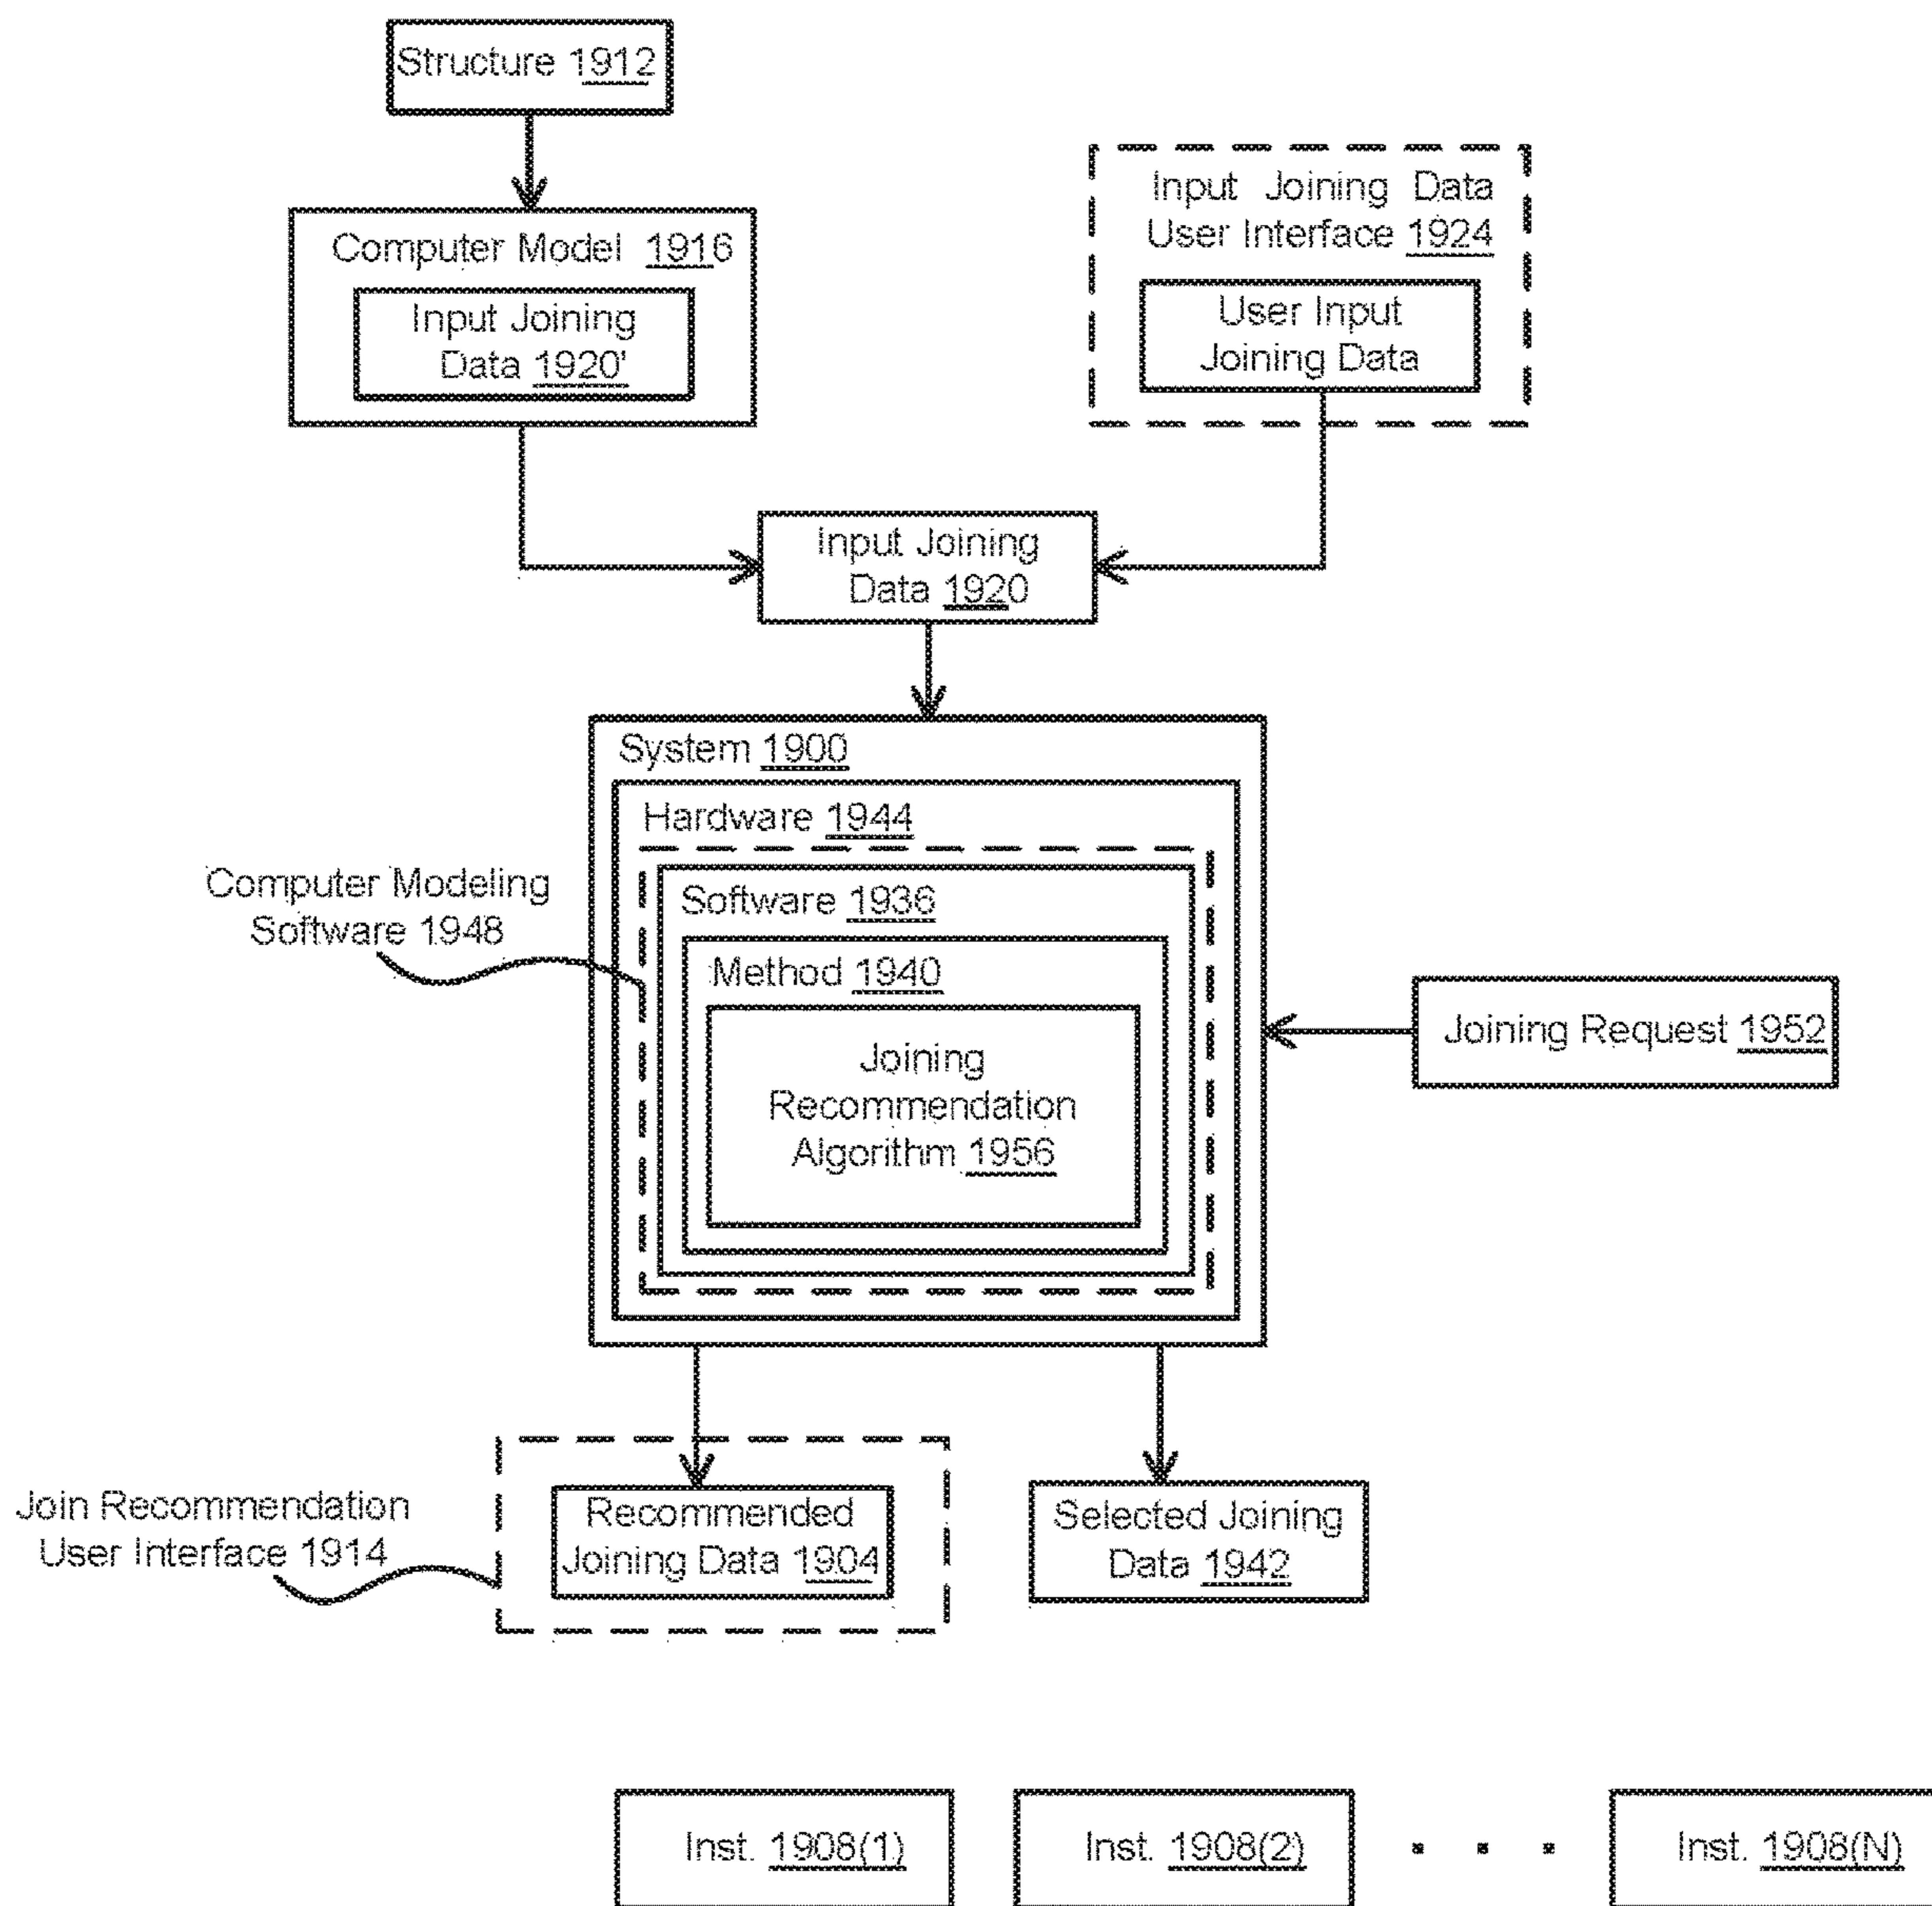 Structure 1912
Computer Model 1916
Input Joining
Data 1920'
Input Joining Data
User Interface 1924
User Input
Joining Data
Input Joining
Data 1920
System 1900
Hardware 1944
Computer Modeling
Software 1948
Software 1936
Method 1940
Joining
Recommendation
Algorithm 1956
Joining Request 1952
Join Recommendation
User Interface 1914
Recommended
Joining Data 1904
Selected Joining
Data 1942
Inst. 1908(1)
Inst. 1908(2)
. . .
Inst. 1908(N)